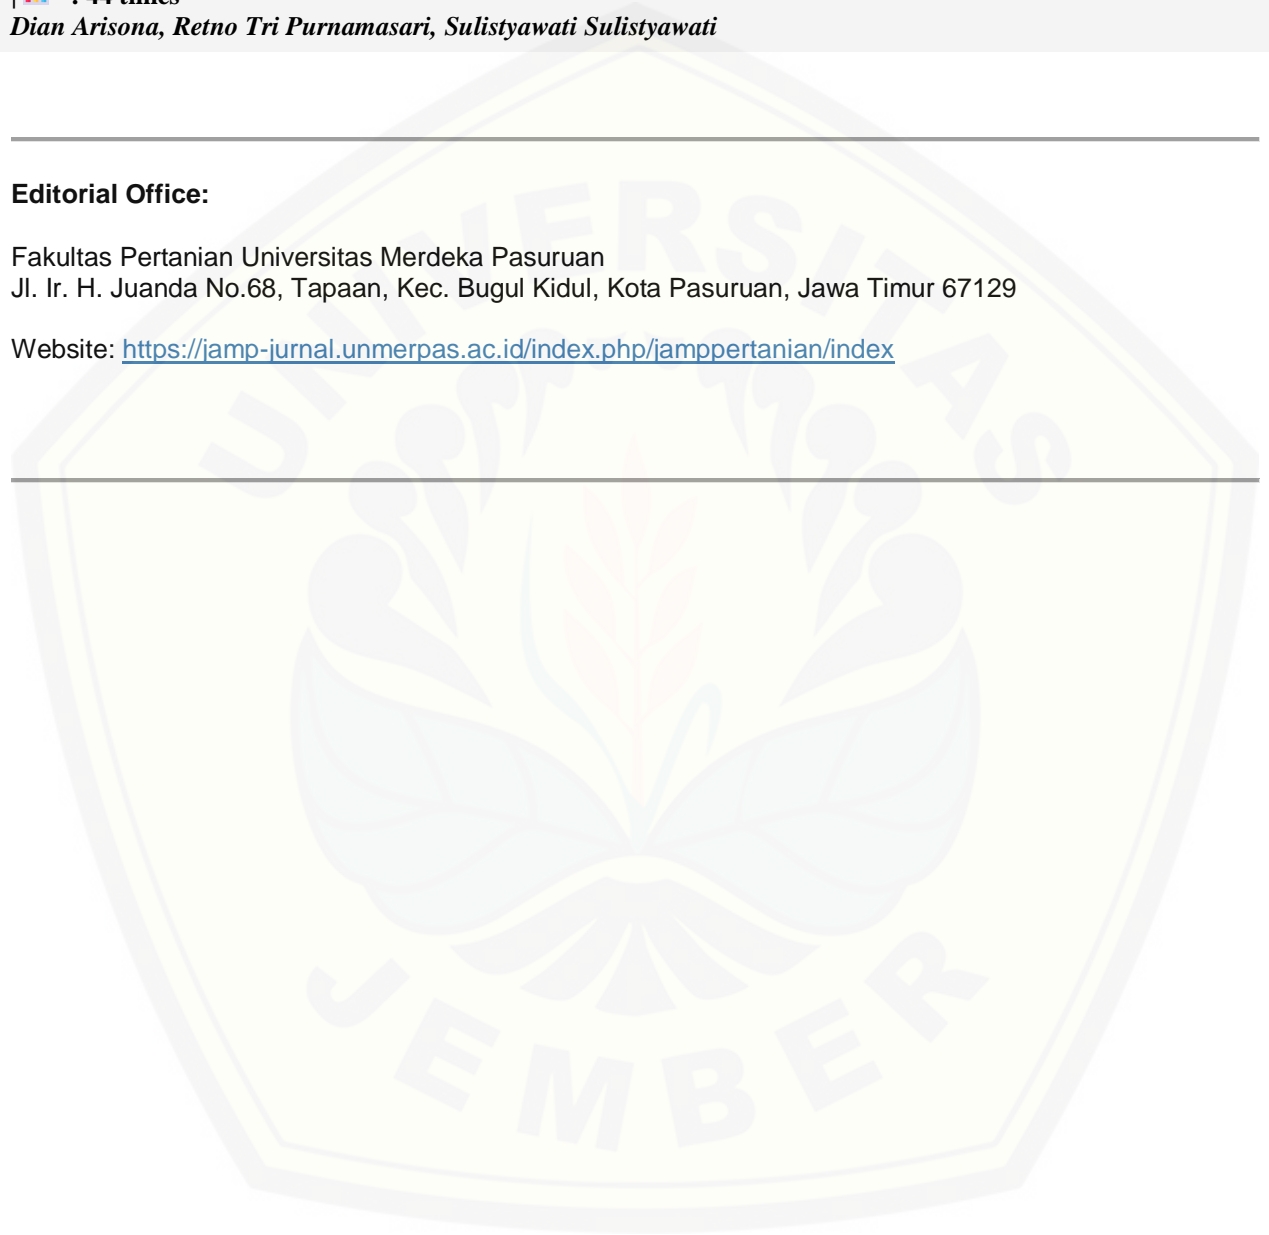 : 44 times
Dian Arisona, Retno Tri Purnamasari, Sulistyawati Sulistyawati
Editorial Office:
Fakultas Pertanian Universitas Merdeka Pasuruan
Jl. Ir. H. Juanda No.68, Tapaan, Kec. Bugul Kidul, Kota Pasuruan, Jawa Timur 67129
Website: https://jamp-jurnal.unmerpas.ac.id/index.php/jamppertanian/index
UNIVERSITAS
JEMBER